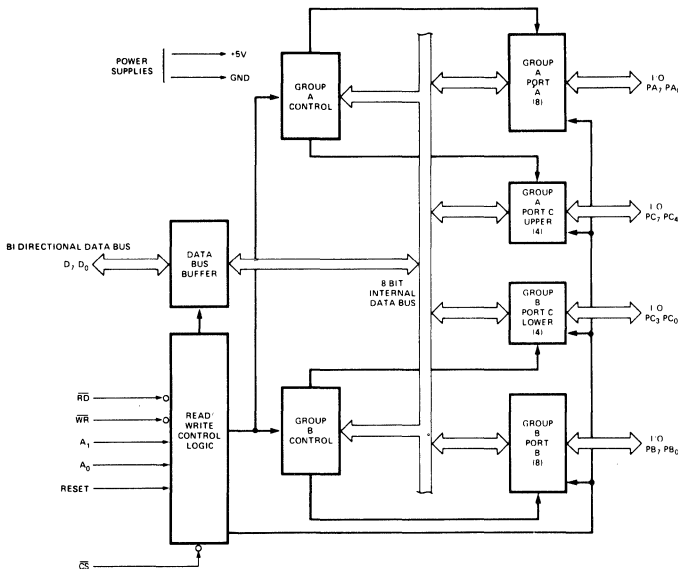 POWER
SUPPLIES
+5V
GND
GROUP
A
CONTROL
GROUP
A
PORT
A
(8)
I/O
PA7 PA0
GROUP
A
PORT C
UPPER
(4)
I/O
PC7 PC4
BI DIRECTIONAL DATA BUS
D7 D0
DATA
BUS
BUFFER
8 BIT
INTERNAL
DATA BUS
GROUP
B
PORT C
LOWER
(4)
I/O
PC3 PC0
RD
WR
A1
A0
RESET
CS
READ/
WRITE
CONTROL
LOGIC
GROUP
B
CONTROL
GROUP
B
PORT
B
(8)
I/O
PB7 PB0